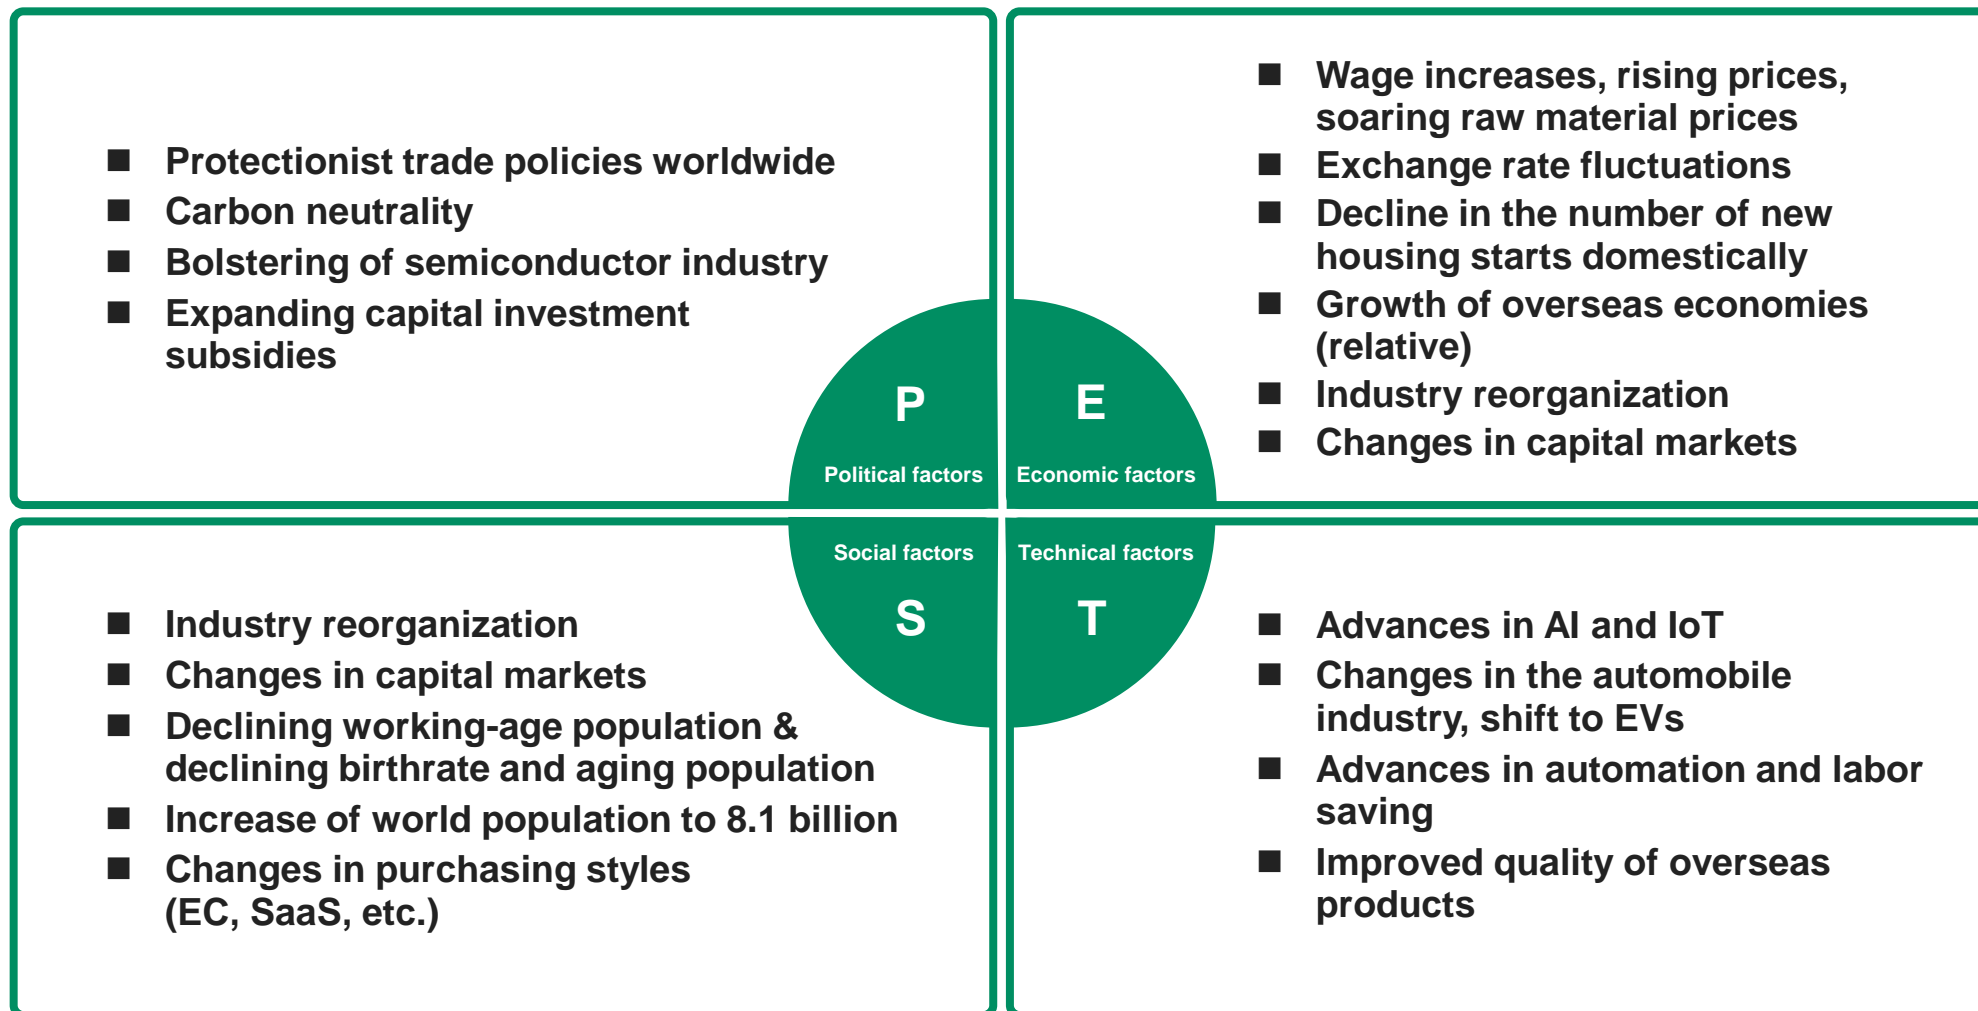 ■ Protectionist trade policies worldwide
■ Carbon neutrality
■ Bolstering of semiconductor industry
■ Expanding capital investment
subsidies
P
Political factors
■ Wage increases, rising prices,
soaring raw material prices
■ Exchange rate fluctuations
■ Decline in the number of new
housing starts domestically
■ Growth of overseas economies
(relative)
■ Industry reorganization
■ Changes in capital markets
E
Economic factors
Social factors
S
■ Industry reorganization
■ Changes in capital markets
■ Declining working-age population &
declining birthrate and aging population
■ Increase of world population to 8.1 billion
■ Changes in purchasing styles
(EC, SaaS, etc.)
Technical factors
T
■ Advances in AI and IoT
■ Changes in the automobile
industry, shift to EVs
■ Advances in automation and labor
saving
■ Improved quality of overseas
products